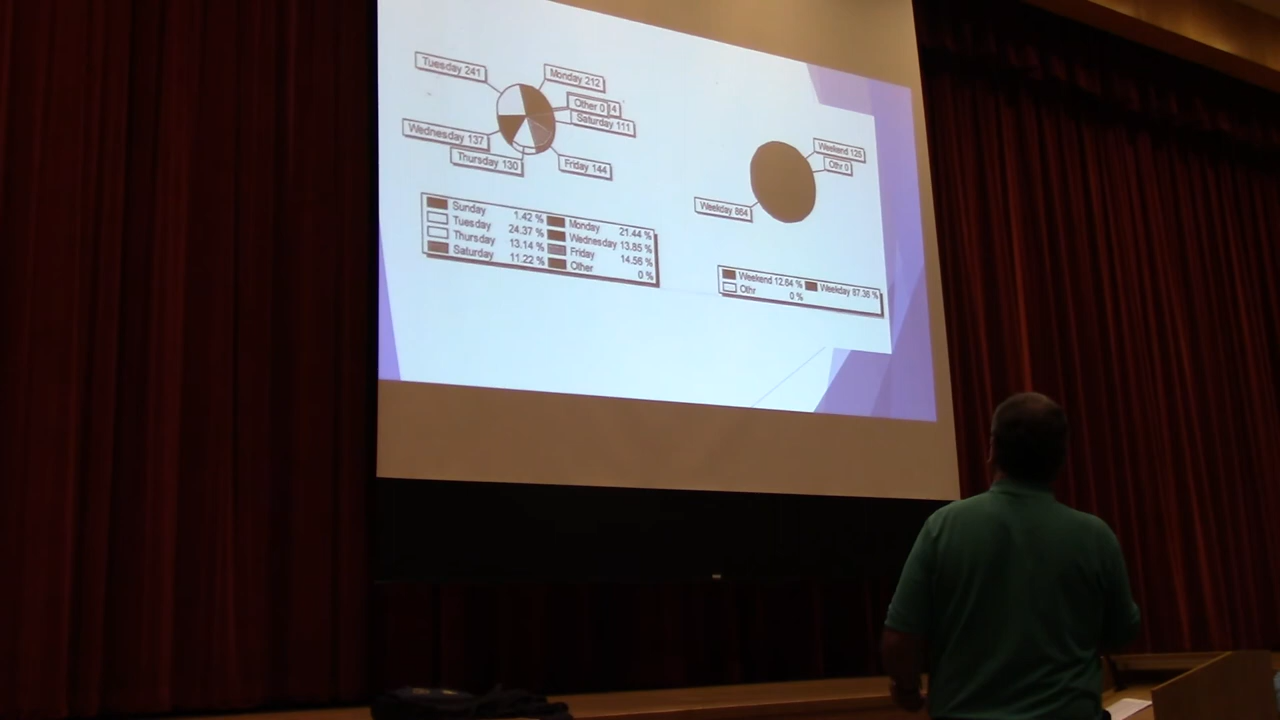 Tuesday 241
Monday 212
Other 0
4
Saturday 111
Wednesday 137
Thursday 130
Friday 144
Sunday 1.42 % Monday 21.44 %
Tuesday 24.37 % Wednesday 13.85 %
Thursday 13.14 % Friday 14.56 %
Saturday 11.22 % Other 0 %
Weekend 125
Othr 0
Weekday 864
Weekend 12.64 % Weekday 87.36 %
Othr 0 %